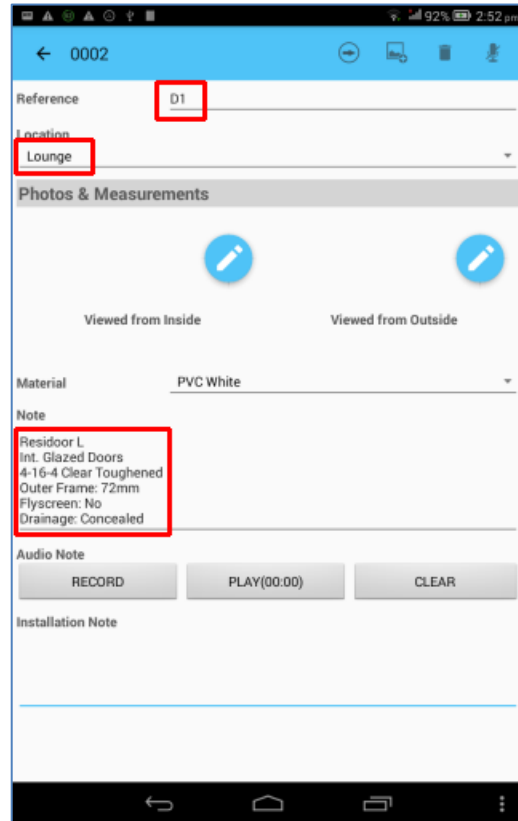 92% 2:52 pm
0002
Reference D1
Location
Lounge
Photos & Measurements
Viewed from Inside Viewed from Outside
Material PVC White
Note
Residoor L
Int. Glazed Doors
4-16-4 Clear Toughened
Outer Frame: 72mm
Flyscreen: No
Drainage: Concealed
Audio Note
RECORD PLAY(00:00) CLEAR
Installation Note